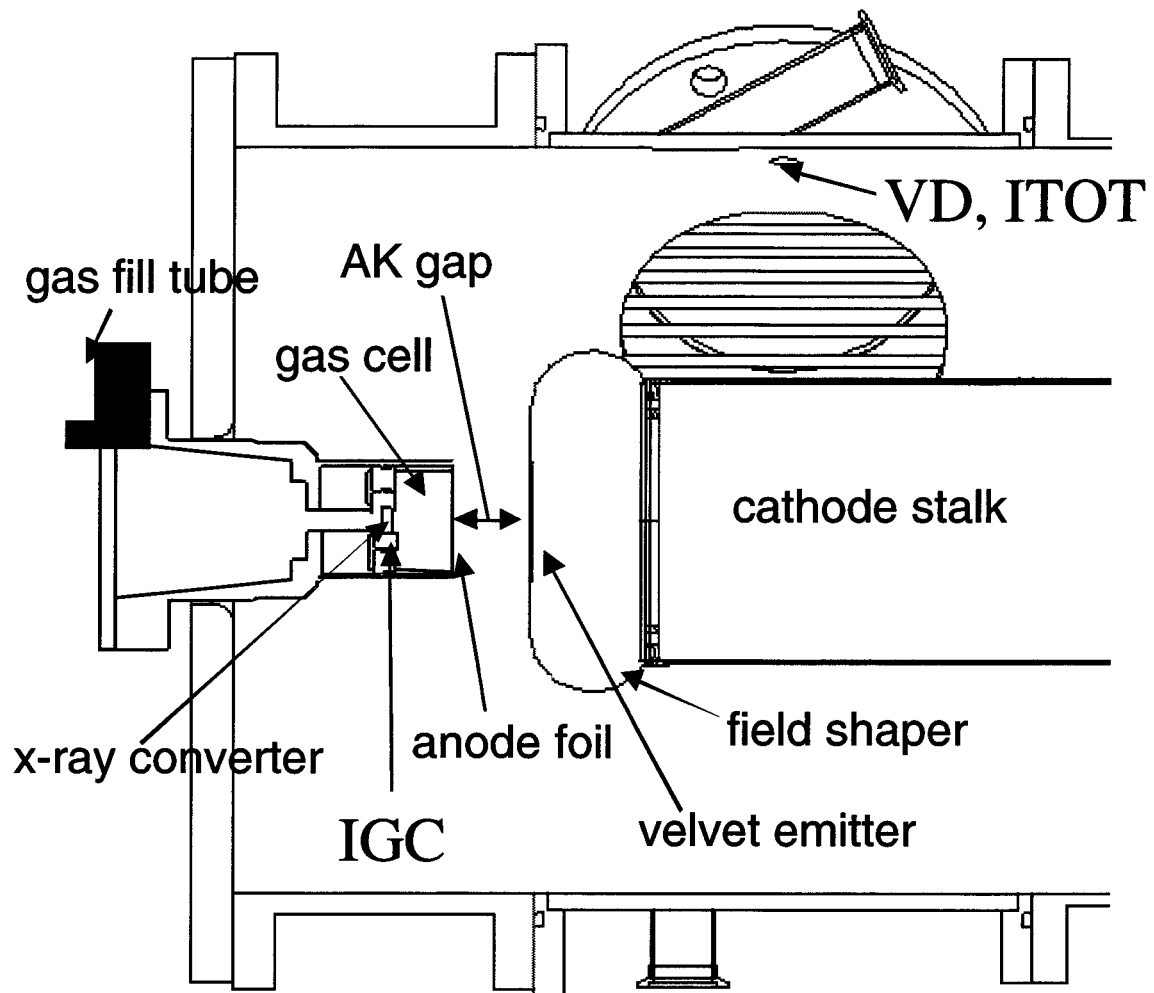 VD, ITOT
AK gap
gas fill tube
gas cell
cathode stalk
x-ray converter
anode foil
field shaper
IGC
velvet emitter